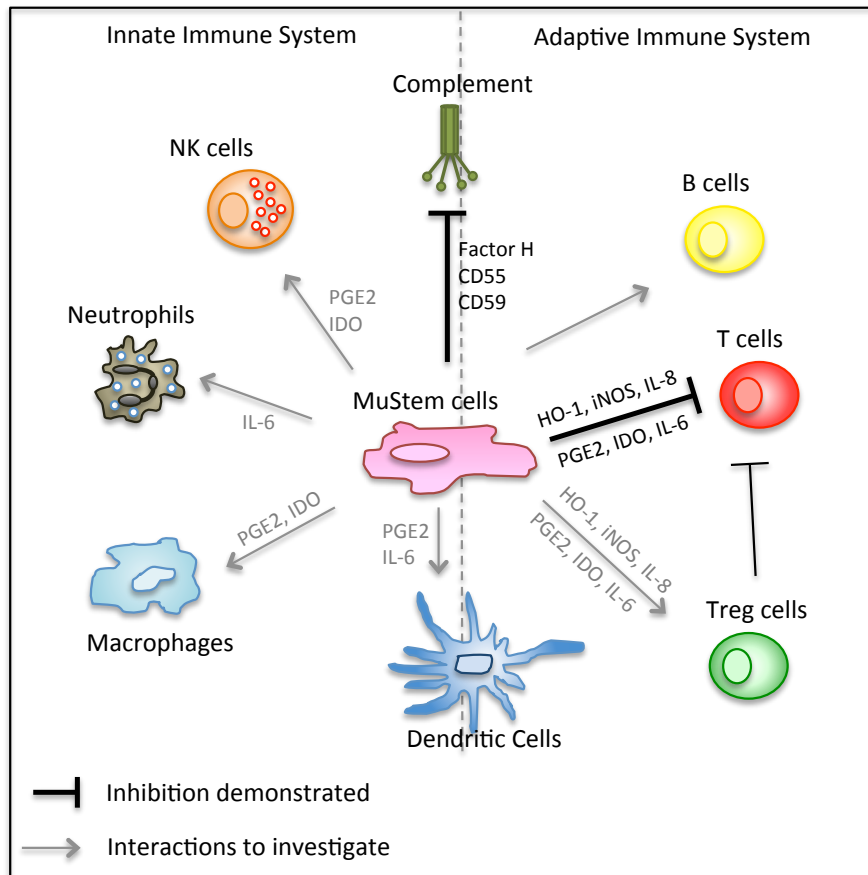 Innate Immune System
Adaptive Immune System
Complement
NK cells
B cells
Factor H
CD55
CD59
PGE2
IDO
Neutrophils
T cells
IL-6
MuStem cells
HO-1, iNOS, IL-8
PGE2, IDO, IL-6
PGE2, IDO
PGE2
IL-6
HO-1, iNOS, IL-8
PGE2, IDO, IL-6
Macrophages
Treg cells
Dendritic Cells
Inhibition demonstrated
Interactions to investigate